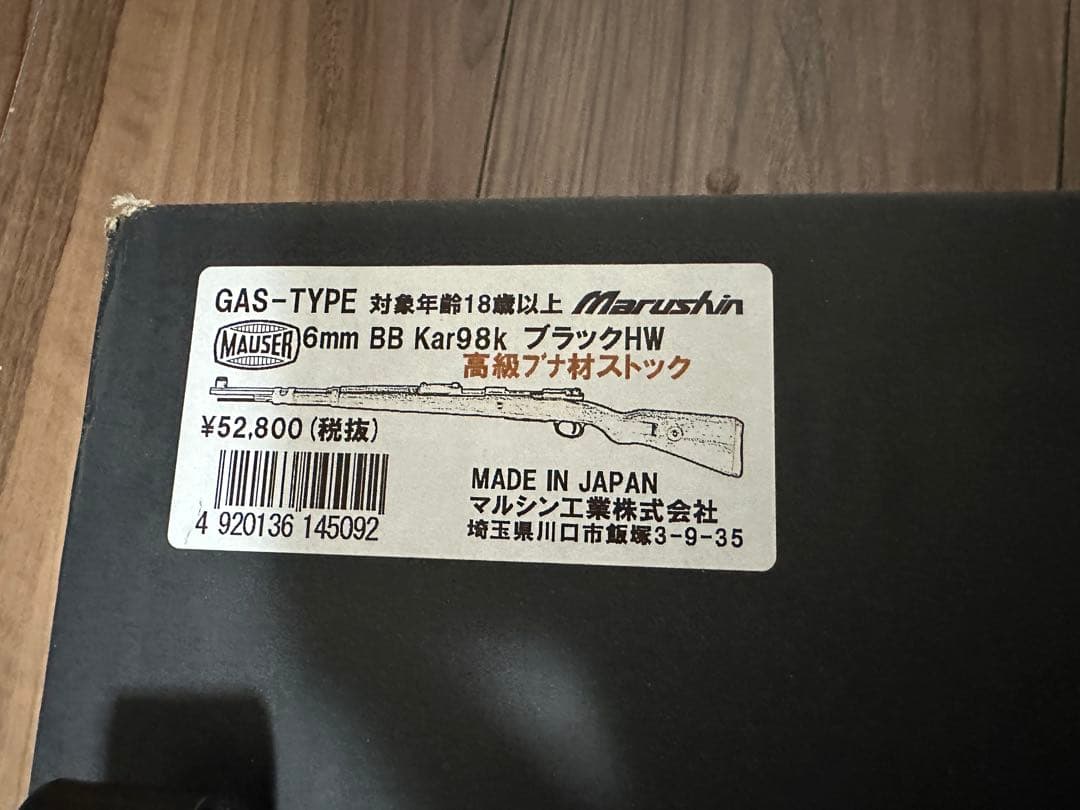 GAS-TYPE 対象年齢18歳以上 Marushin
MAUSER 6mm BB Kar98k ブラックHW
高級ブナ材ストック
¥52,800(税抜)
4 920136 145092
MADE IN JAPAN
マルシン工業株式会社
埼玉県川口市飯塚3-9-35